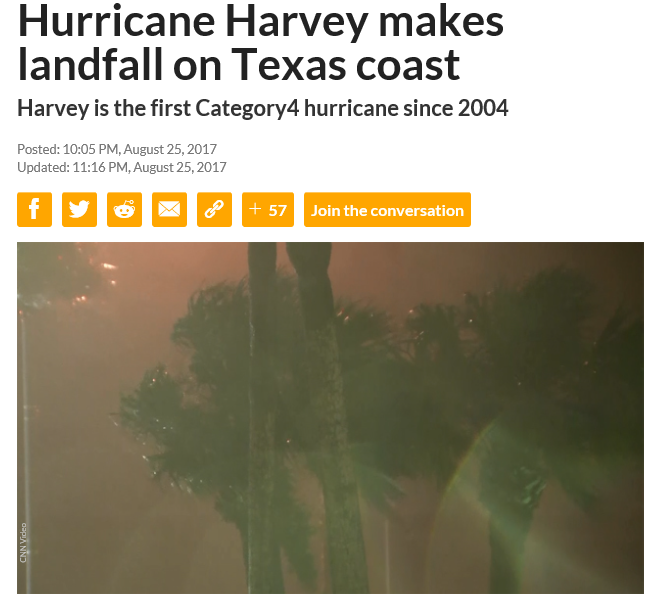 Hurricane Harvey makes
landfall on Texas coast
Harvey is the first Category4 hurricane since 2004
Posted: 10:05 PM, August 25, 2017
Updated: 11:16 PM, August 25, 2017
+ 57 Join the conversation
CNN Video